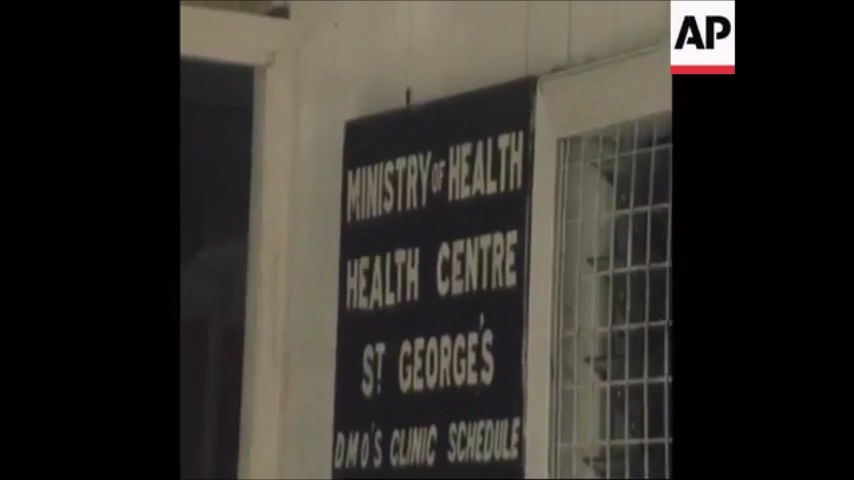 AP
MINISTRY OF HEALTH
HEALTH CENTRE
ST GEORGE'S
DMO'S CLINIC SCHEDULE